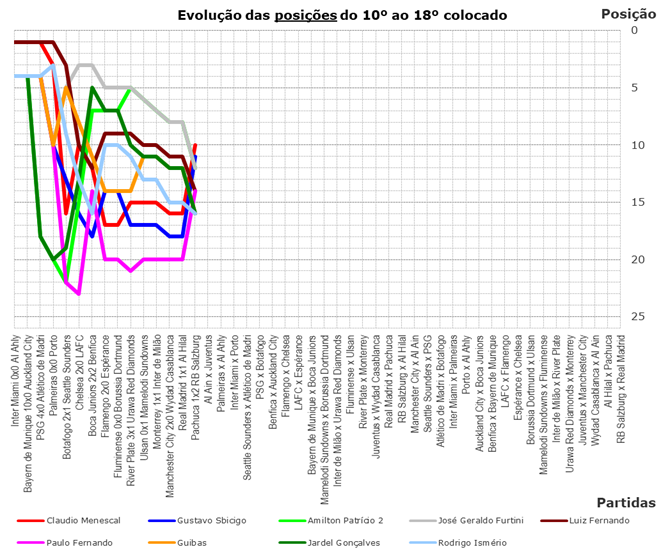 Evolução das posições do 10º ao 18º colocado
Posição
0
5
10
15
20
25
Inter Miami 0x0 Al Ahly
Bayern de Munique 10x0 Auckland City
PSG 4x0 Atlético de Madri
Palmeiras 0x0 Porto
Botafogo 2x1 Seattle Sounders
Chelsea 2x0 LAFC
Boca Juniors 2x2 Benfica
Flamengo 2x0 Espérance
Fluminense 0x0 Borussia Dortmund
River Plate 3x1 Urawa Red Diamonds
Ulsan 0x1 Mamelodi Sundowns
Monterrey 1x1 Inter de Milão
Manchester City 2x0 Wydad Casablanca
Real Madrid 1x1 Al Hilal
Pachuca 1x2 RB Salzburg
Al Ain x Juventus
Palmeiras x Al Ahly
Inter Miami x Porto
Seattle Sounders x Atlético de Madri
PSG x Botafogo
Benfica x Auckland City
Flamengo x Chelsea
LAFC x Espérance
Bayern de Munique x Boca Juniors
Mamelodi Sundowns x Borussia Dortmund
Inter de Milão x Urawa Red Diamonds
Fluminense x Ulsan
River Plate x Monterrey
Juventus x Wydad Casablanca
Real Madrid x Pachuca
RB Salzburg x Al Hilal
Manchester City x Al Ain
Seattle Sounders x PSG
Atlético de Madri x Botafogo
Inter Miami x Palmeiras
Porto x Al Ahly
Auckland City x Boca Juniors
Benfica x Bayern de Munique
LAFC x Flamengo
Espérance x Chelsea
Borussia Dortmund x Ulsan
Mamelodi Sundowns x Fluminense
Inter de Milão x River Plate
Urawa Red Diamonds x Monterrey
Juventus x Manchester City
Wydad Casablanca x Al Ain
Al Hilal x Pachuca
RB Salzburg x Real Madrid
Partidas
Claudio Menescal
Gustavo Sbicigo
Amilton Patrício 2
José Geraldo Furtini
Luiz Fernando
Paulo Fernando
Guibas
Jardel Gonçalves
Rodrigo Ismério